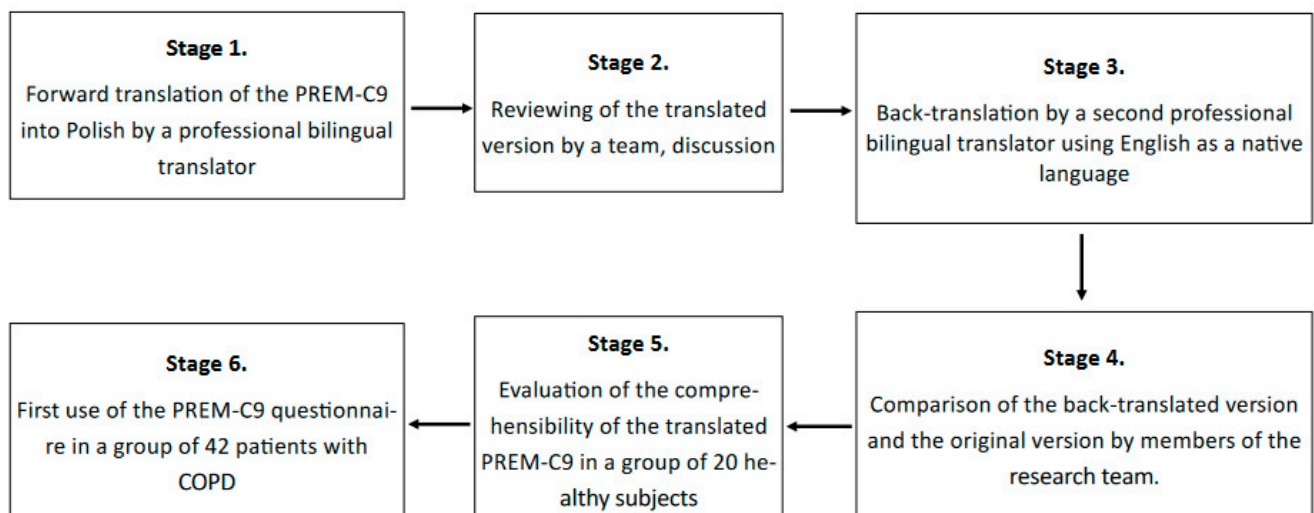 Stage 1.
Forward translation of the PREM-C9
into Polish by a professional bilingual
translator
Stage 2.
Reviewing of the translated
version by a team, discussion
Stage 3.
Back-translation by a second professional
bilingual translator using English as a native
language
Stage 4.
Comparison of the back-translated version
and the original version by members of the
research team.
Stage 5.
Evaluation of the compre-
hensibility of the translated
PREM-C9 in a group of 20 he-
althy subjects
Stage 6.
First use of the PREM-C9 questionnai-
re in a group of 42 patients with
COPD